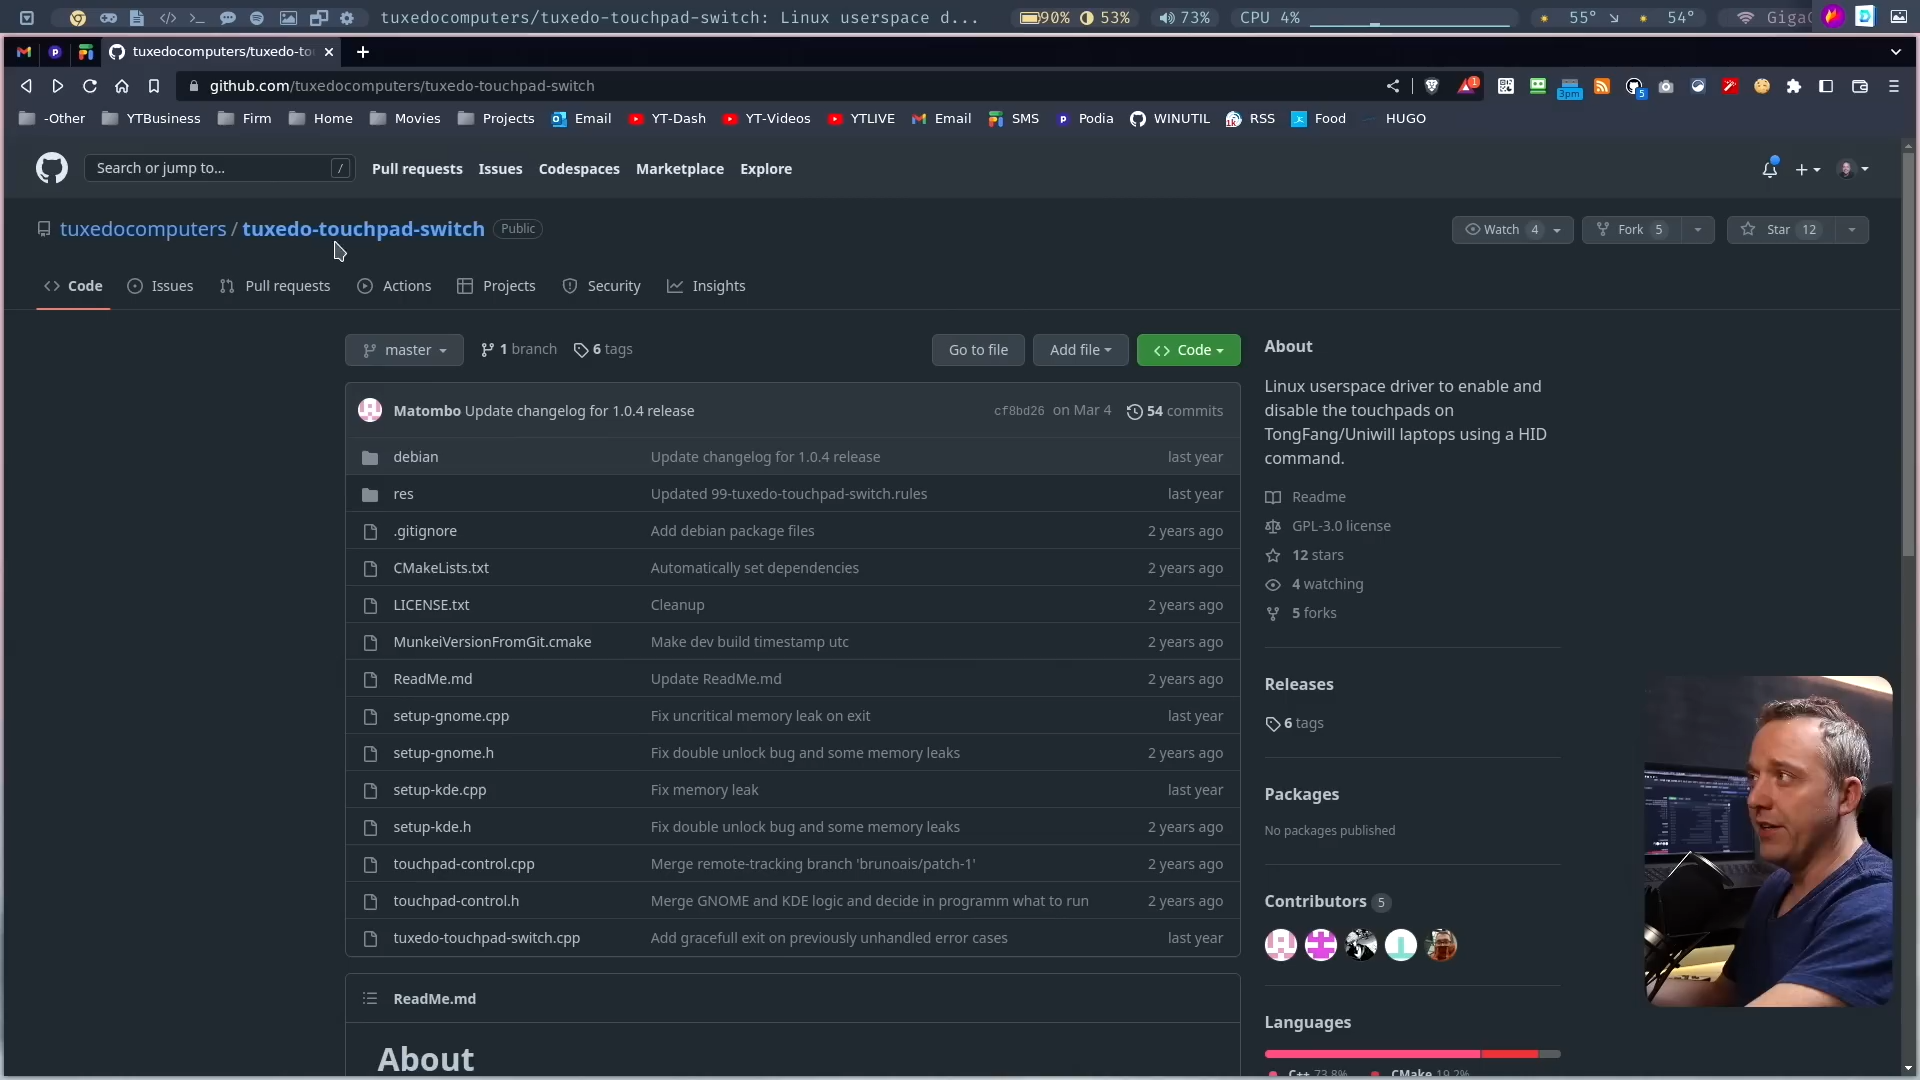 tuxedocomputers/tuxedo-touchpad-switch: Linux userspace d... 90% 53% 73% CPU 4% 55° 54°
tuxedocomputers/tuxedo-to
github.com/tuxedocomputers/tuxedo-touchpad-switch 1 3pm 5
-Other YTBusiness Firm Home Movies Projects Email YT-Dash YT-Videos YTLIVE Email SMS Podia WINUTIL RSS Food HUGO
Search or jump to... / Pull requests Issues Codespaces Marketplace Explore
tuxedocomputers / tuxedo-touchpad-switch Public Watch 4 Fork 5 Star 12
Code Issues Pull requests Actions Projects Security Insights
master 1 branch 6 tags Go to file Add file Code
Matombo Update changelog for 1.0.4 release cf8bd26 on Mar 4 54 commits
debian Update changelog for 1.0.4 release last year
res Updated 99-tuxedo-touchpad-switch.rules last year
.gitignore Add debian package files 2 years ago
CMakeLists.txt Automatically set dependencies 2 years ago
LICENSE.txt Cleanup 2 years ago
MunkeiVersionFromGit.cmake Make dev build timestamp utc 2 years ago
ReadMe.md Update ReadMe.md 2 years ago
setup-gnome.cpp Fix uncritical memory leak on exit last year
setup-gnome.h Fix double unlock bug and some memory leaks 2 years ago
setup-kde.cpp Fix memory leak last year
setup-kde.h Fix double unlock bug and some memory leaks 2 years ago
touchpad-control.cpp Merge remote-tracking branch 'brunoais/patch-1' 2 years ago
touchpad-control.h Merge GNOME and KDE logic and decide in programm what to run 2 years ago
tuxedo-touchpad-switch.cpp Add gracefull exit on previously unhandled error cases last year
ReadMe.md
About
About
Linux userspace driver to enable and
disable the touchpads on
TongFang/Uniwill laptops using a HID
command.
Readme
GPL-3.0 license
12 stars
4 watching
5 forks
Releases
6 tags
Packages
No packages published
Contributors 5
Languages
C++ 73.8% CMake 19.2%